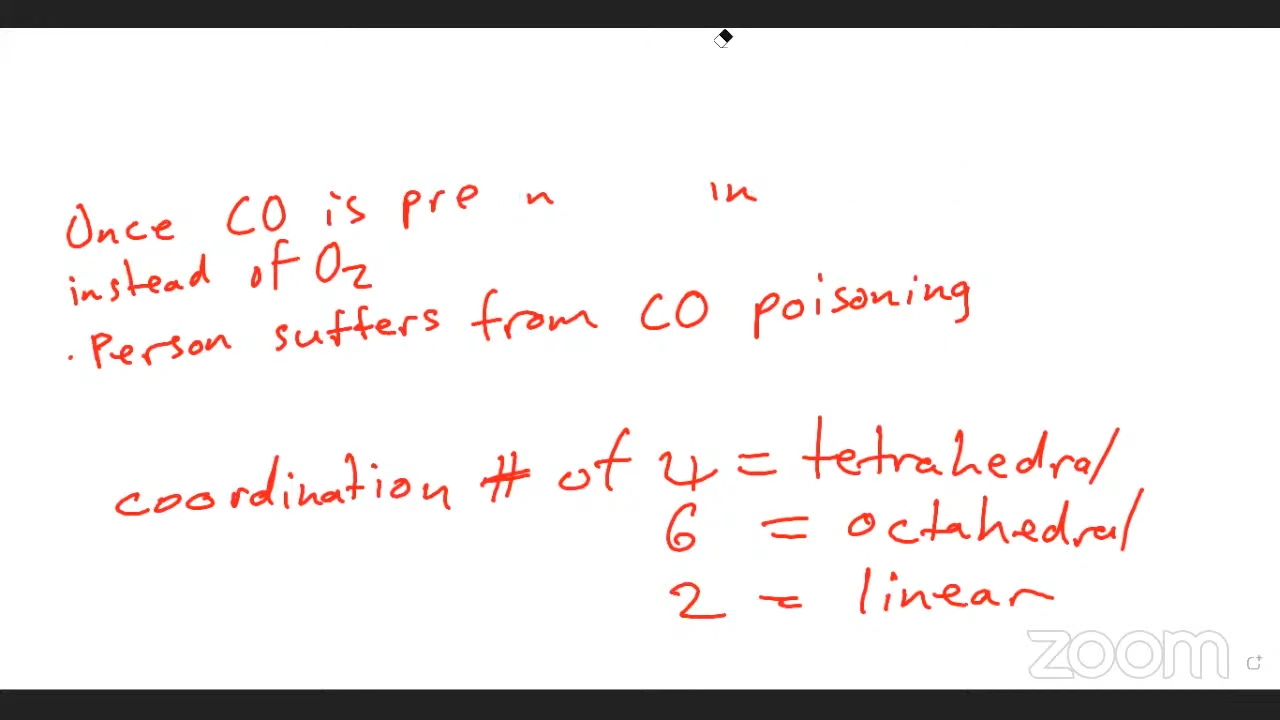 Once CO is pre n in
instead of O2
· Person suffers from CO poisoning
coordination # of 4 = tetrahedral
6 = octahedral
2 = linear
zoom